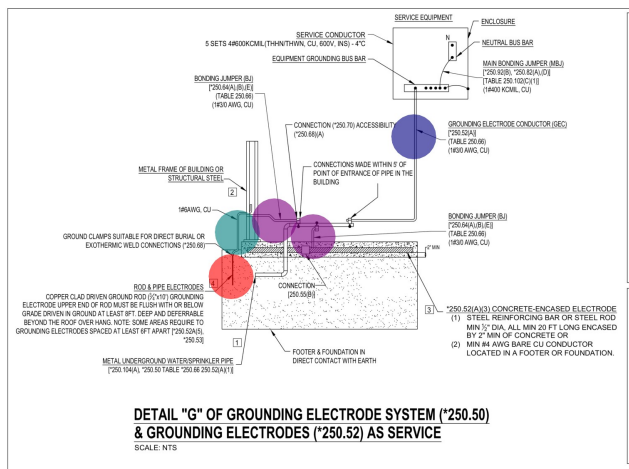 SERVICE EQUIPMENT
ENCLOSURE
N
NEUTRAL BUS BAR
SERVICE CONDUCTOR
5 SETS 4#600KCMIL(THHN/THWN, CU, 600V, INS) - 4"C
EQUIPMENT GROUNDING BUS BAR
MAIN BONDING JUMPER (MBJ)
[*250.92(B), *250.82(A),(D)]
[TABLE 250.102(C)(1)]
(1#400 KCMIL, CU)
BONDING JUMPER (BJ)
[*250.64(A),(B),(E)]
(TABLE 250.66)
(1#3/0 AWG, CU)
CONNECTION (*250.70) ACCESSIBILITY
(*250.68)(A)
GROUNDING ELECTRODE CONDUCTOR (GEC)
[*250.52(A)]
(TABLE 250.66)
(1#3/0 AWG, CU)
CONNECTIONS MADE WITHIN 5' OF
POINT OF ENTRANCE OF PIPE IN THE
BUILDING
METAL FRAME OF BUILDING OR
STRUCTURAL STEEL
2
1#6AWG, CU
GROUND CLAMPS SUITABLE FOR DIRECT BURIAL OR
EXOTHERMIC WELD CONNECTIONS (*250.68)
BONDING JUMPER (BJ)
[*250.64(A),(B),(E)]
(TABLE 250.66)
(1#3/0 AWG, CU)
2" MIN
4
ROD & PIPE ELECTRODES
COPPER CLAD DRIVEN GROUND ROD (¾"x10') GROUNDING
ELECTRODE UPPER END OF ROD MUST BE FLUSH WITH OR BELOW
GRADE DRIVEN IN GROUND AT LEAST 8FT. DEEP AND DEFERRABLE
BEYOND THE ROOF OVER HANG. NOTE: SOME AREAS REQUIRE TO
GROUNDING ELECTRODES SPACED AT LEAST 6FT APART [*250.52A(5),
*250.53]
CONNECTION
[250.55(B)]
3
*250.52(A)(3) CONCRETE-ENCASED ELECTRODE
(1) STEEL REINFORCING BAR OR STEEL ROD
MIN ½" DIA, ALL MIN 20 FT LONG ENCASED
BY 2" MIN OF CONCRETE OR
(2) MIN #4 AWG BARE CU CONDUCTOR
LOCATED IN A FOOTER OR FOUNDATION.
1
METAL UNDERGROUND WATER/SPRINKLER PIPE
[*250.104(A), *250.50 TABLE *250.66 250.52(A)(1)]
FOOTER & FOUNDATION IN
DIRECT CONTACT WITH EARTH
DETAIL "G" OF GROUNDING ELECTRODE SYSTEM (*250.50)
& GROUNDING ELECTRODES (*250.52) AS SERVICE
SCALE: NTS